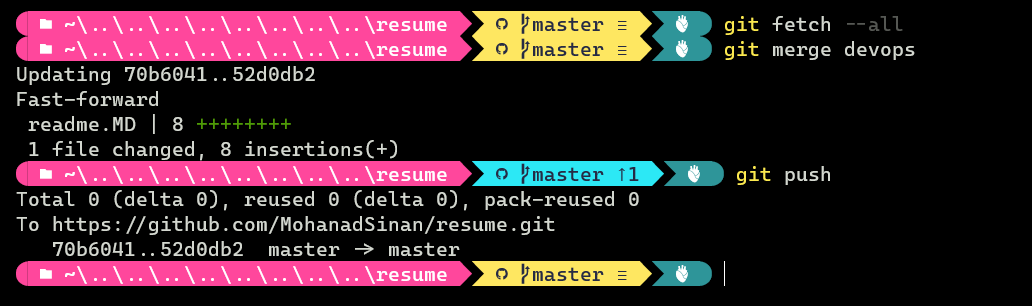 ~\..\..\..\..\..\..\..\resume master ≡ git fetch --all
~\..\..\..\..\..\..\..\resume master ≡ git merge devops
Updating 70b6041..52d0db2
Fast-forward
 readme.MD | 8 ++++++++
 1 file changed, 8 insertions(+)
~\..\..\..\..\..\..\..\resume master ↑1 git push
Total 0 (delta 0), reused 0 (delta 0), pack-reused 0
To https://github.com/MohanadSinan/resume.git
   70b6041..52d0db2  master -> master
~\..\..\..\..\..\..\..\resume master ≡